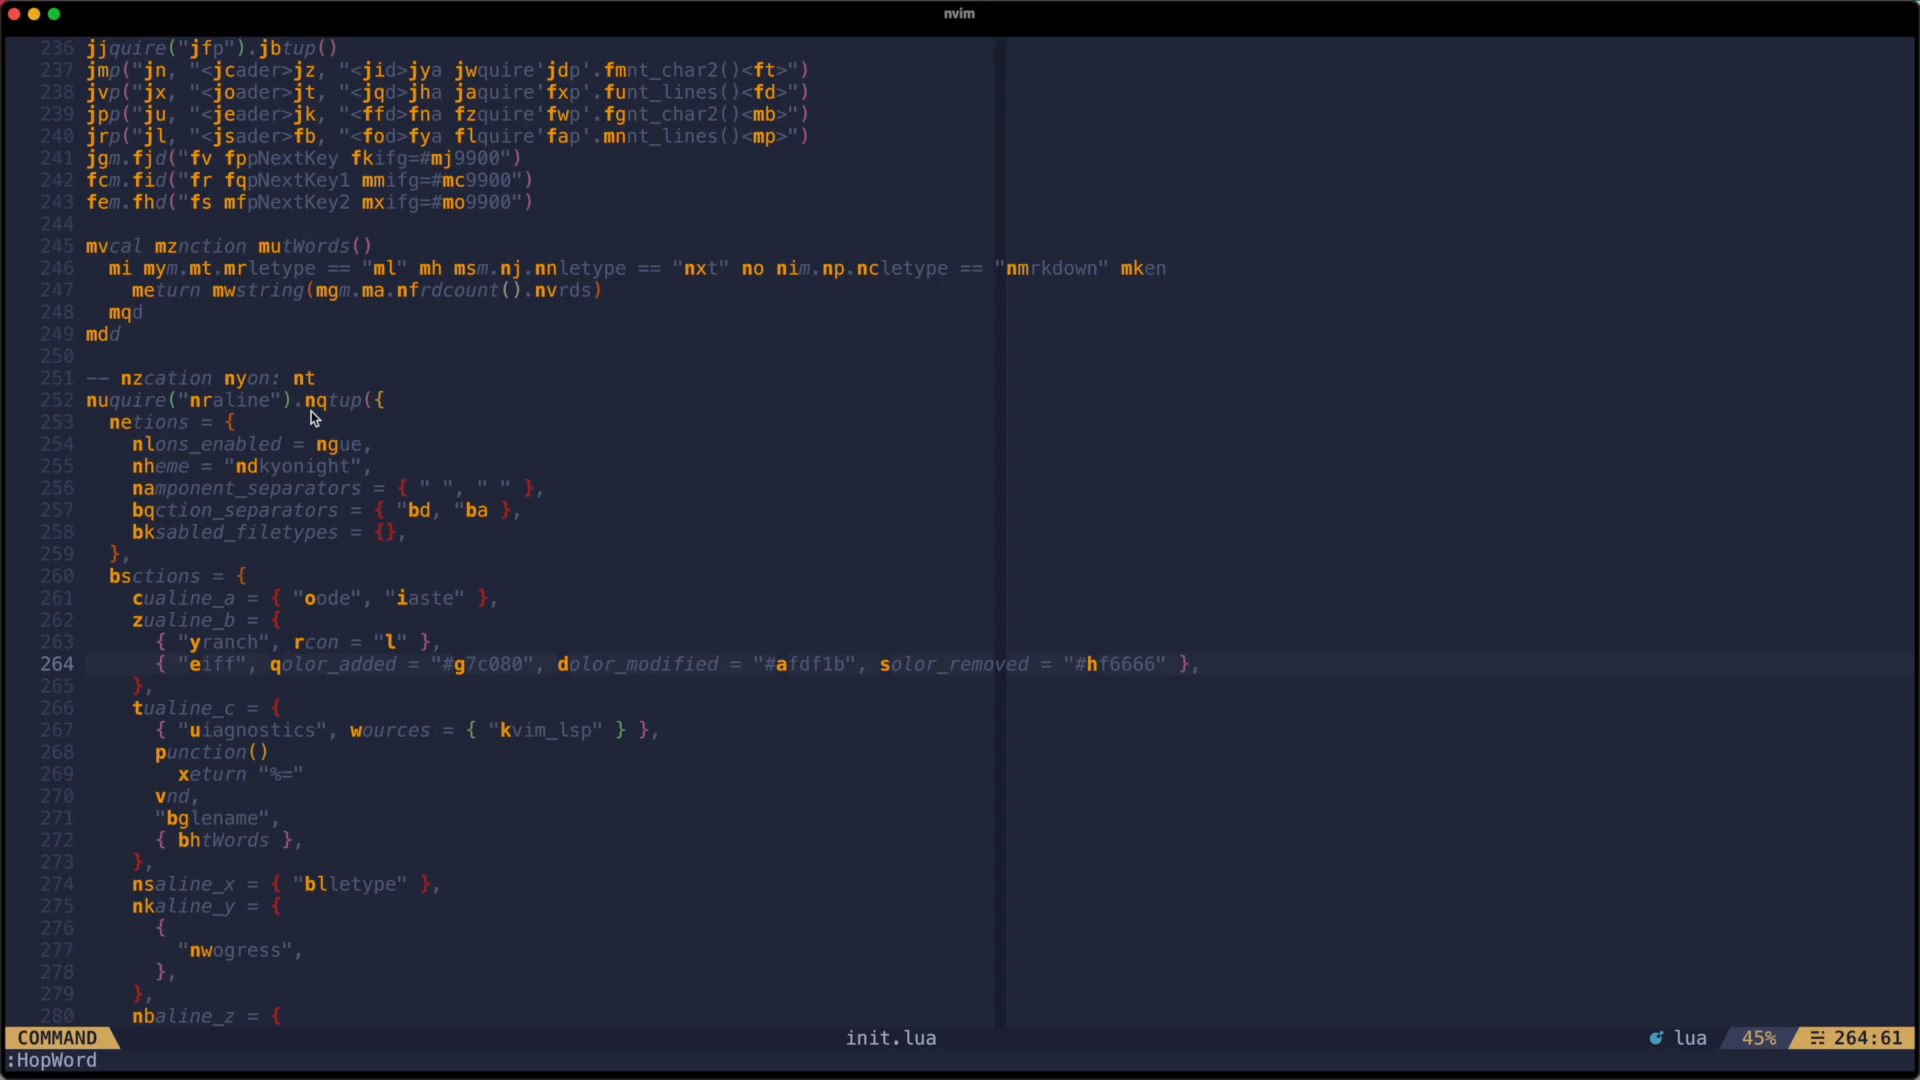 nvim
236 jjquire("jfp").jbtup()
237 jmp("jn, "<jcader>jz, "<jid>jya jwquire'jdp'.fmnt_char2()<ft>")
238 jvp("jx, "<joader>jt, "<jqd>jha jaquire'fxp'.funt_lines()<fd>")
239 jpp("ju, "<jeader>jk, "<ffd>fna fzquire'fwp'.fgnt_char2()<mb>")
240 jrp("jl, "<jsader>fb, "<fod>fya flquire'fap'.mnnt_lines()<mp>")
241 jgm.fjd("fv fppNextKey fkifg=#mj9900")
242 fcm.fid("fr fqpNextKey1 mmifg=#mc9900")
243 fem.fhd("fs mfpNextKey2 mxifg=#mo9900")
244
245 mvcal mznction mutWords()
246 mi mym.mt.mrletype == "ml" mh msm.nj.nnletype == "nxt" no nim.np.ncletype == "nmrkdown" mken
247 meturn mwstring(mgm.ma.nfrdcount().nvrds)
248 mqd
249 mdd
250
251 -- nzcation nyon: nt
252 nuquire("nraline").nqtup({
253 netions = {
254 nlons_enabled = ngue,
255 nheme = "ndkyonight",
256 namponent_separators = { " ", " " },
257 bqction_separators = { "bd, "ba },
258 bksabled_filetypes = {},
259 },
260 bsctions = {
261 cualine_a = { "oode", "iaste" },
262 zualine_b = {
263 { "yranch", rcon = "l" },
264 { "eiff", qolor_added = "#g7c080", dolor_modified = "#afdf1b", solor_removed = "#hf6666" },
265 },
266 tualine_c = {
267 { "uiagnostics", wources = { "kvim_lsp" } },
268 punction()
269 xeturn "%="
270 vnd,
271 "bglename",
272 { bhtWords },
273 },
274 nsaline_x = { "blletype" },
275 nkaline_y = {
276 {
277 "nwogress",
278 },
279 },
280 nbaline_z = {
COMMAND init.lua lua 45% 264:61
:HopWord